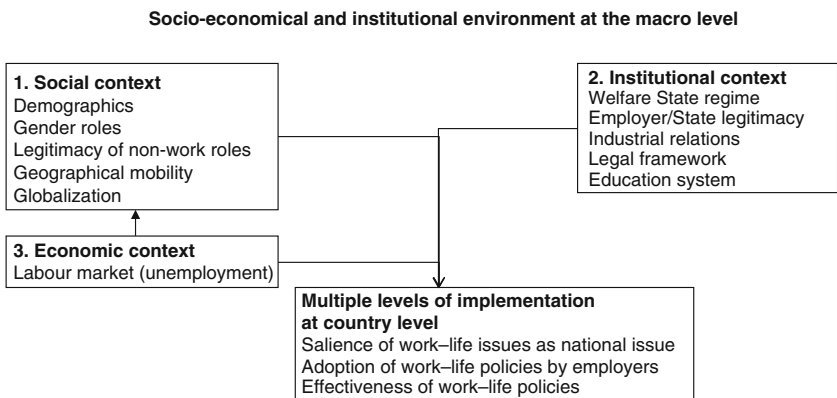 Socio-economical and institutional environment at the macro level
1. Social context
Demographics
Gender roles
Legitimacy of non-work roles
Geographical mobility
Globalization
2. Institutional context
Welfare State regime
Employer/State legitimacy
Industrial relations
Legal framework
Education system
3. Economic context
Labour market (unemployment)
Multiple levels of implementation
at country level
Salience of work–life issues as national issue
Adoption of work–life policies by employers
Effectiveness of work–life policies